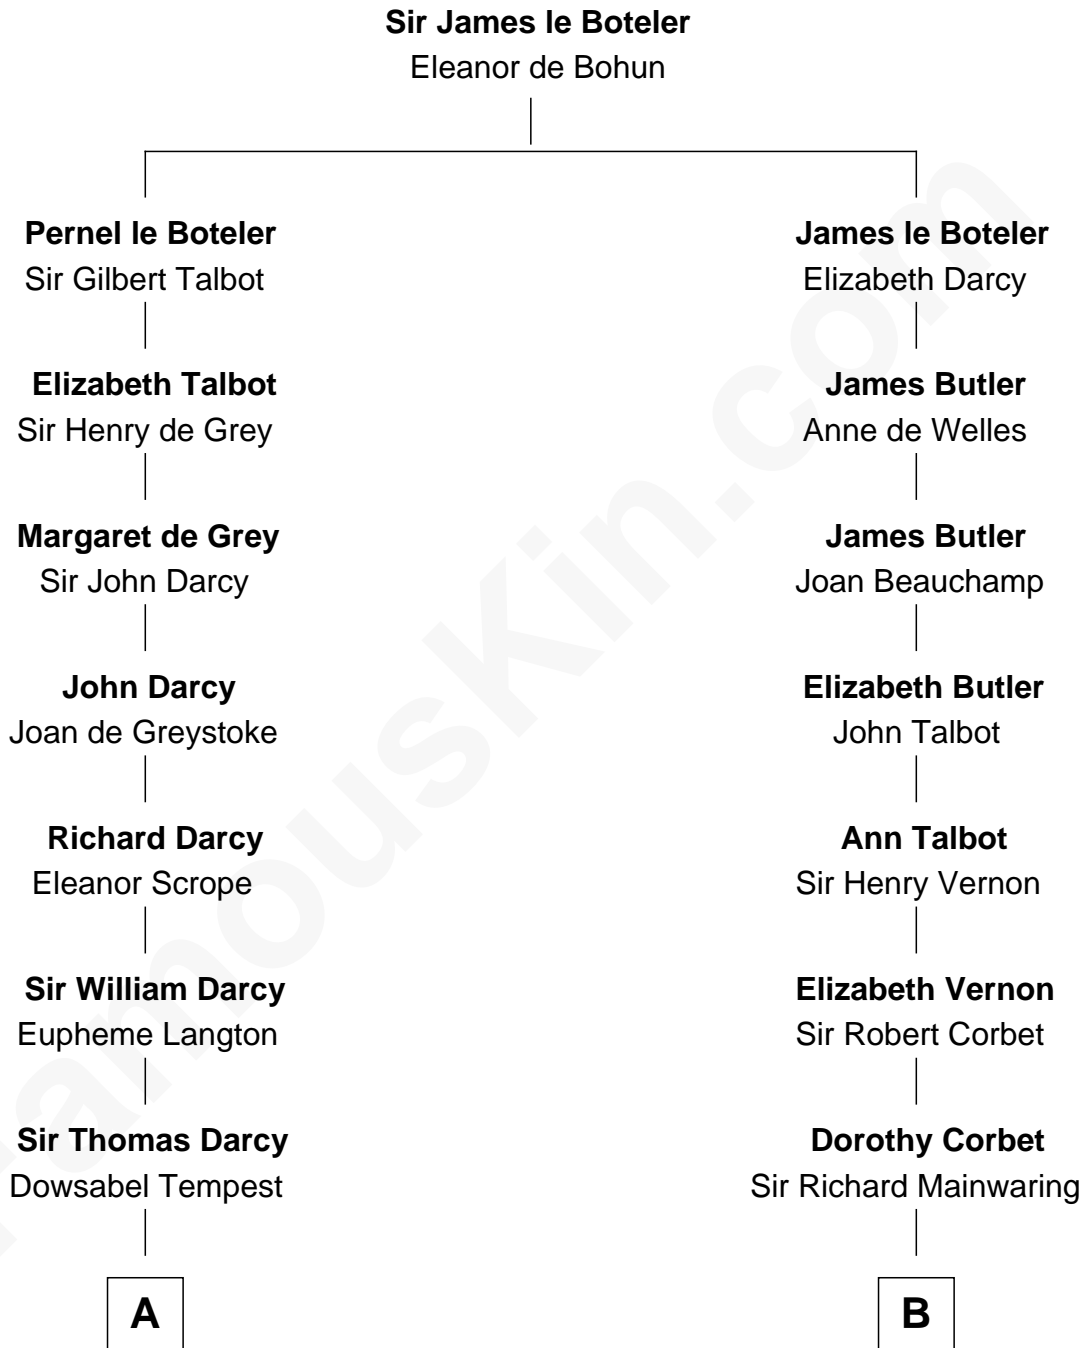 Sir James le Boteler
Eleanor de Bohun
Pernel le Boteler
Sir Gilbert Talbot
James le Boteler
Elizabeth Darcy
Elizabeth Talbot
Sir Henry de Grey
James Butler
Anne de Welles
Margaret de Grey
Sir John Darcy
James Butler
Joan Beauchamp
John Darcy
Joan de Greystoke
Elizabeth Butler
John Talbot
Richard Darcy
Eleanor Scrope
Ann Talbot
Sir Henry Vernon
Sir William Darcy
Eupheme Langton
Elizabeth Vernon
Sir Robert Corbet
Sir Thomas Darcy
Dowsabel Tempest
Dorothy Corbet
Sir Richard Mainwaring
A
B
FamousKin.com